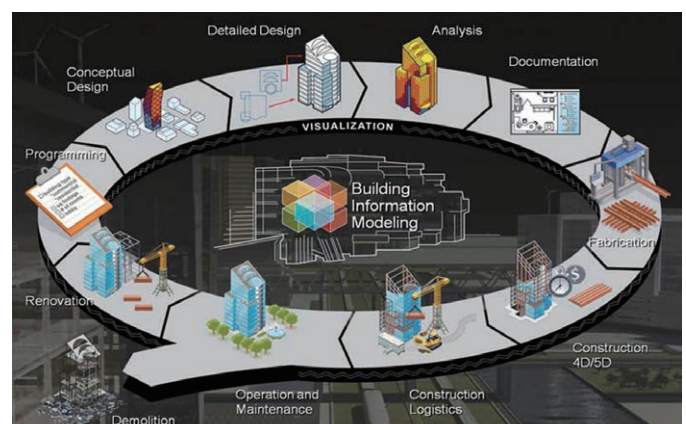 Detailed Design
Analysis
Documentation
Conceptual
Design
VISUALIZATION
Programming
Building
Information
Modeling
Fabrication
Renovation
Construction
4D/5D
Operation and
Maintenance
Construction
Logistics
Demolition